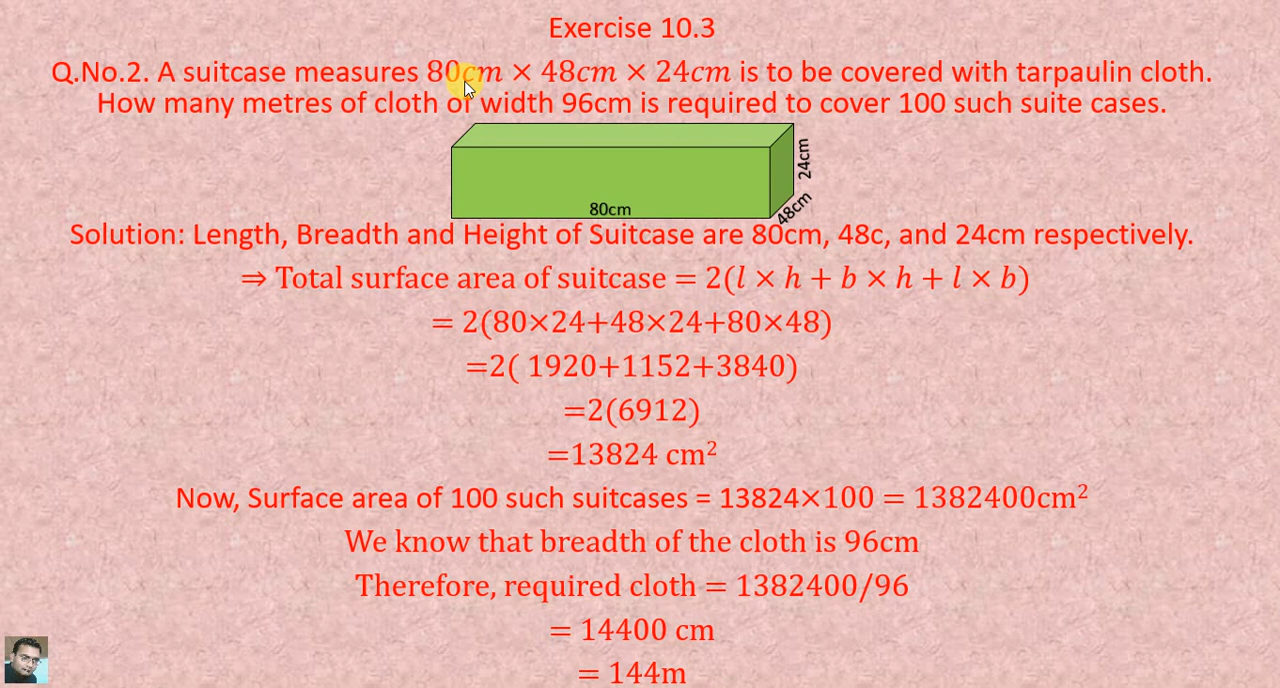 Exercise 10.3
Q.No.2. A suitcase measures 80cm × 48cm × 24cm is to be covered with tarpaulin cloth.
How many metres of cloth of width 96cm is required to cover 100 such suite cases.
24cm
80cm
48cm
Solution: Length, Breadth and Height of Suitcase are 80cm, 48c, and 24cm respectively.
⇒ Total surface area of suitcase = 2(l × h + b × h + l × b)
= 2(80×24+48×24+80×48)
=2( 1920+1152+3840)
=2(6912)
=13824 cm²
Now, Surface area of 100 such suitcases = 13824×100 = 1382400cm²
We know that breadth of the cloth is 96cm
Therefore, required cloth = 1382400/96
= 14400 cm
= 144m